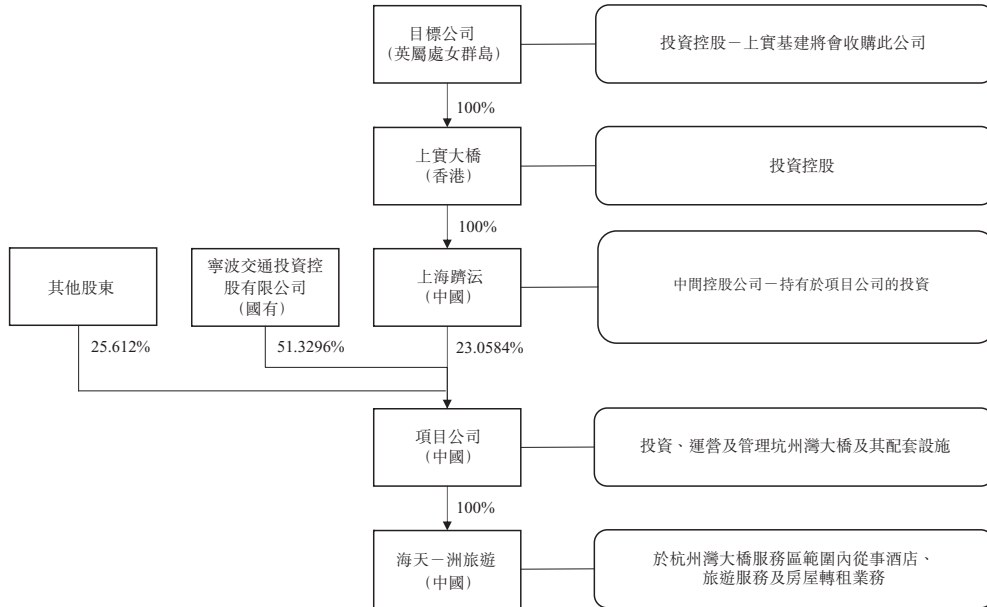 目標公司
(英屬處女群島)
投資控股－上實基建將會收購此公司
100%
上實大橋
(香港)
投資控股
100%
其他股東
寧波交通投資控
股有限公司
(國有)
上海躋沄
(中國)
中間控股公司－持有於項目公司的投資
25.612%
51.3296%
23.0584%
項目公司
(中國)
投資、運營及管理坑州灣大橋及其配套設施
100%
海天－洲旅遊
(中國)
於杭州灣大橋服務區範圍內從事酒店、
旅遊服務及房屋轉租業務